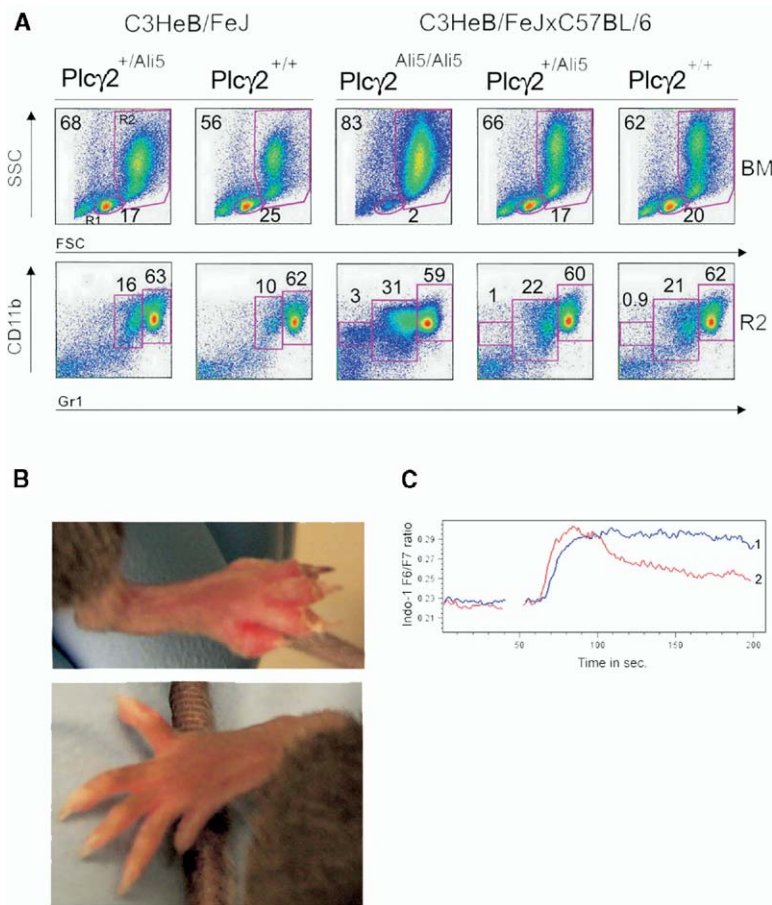 A
C3HeB/FeJ C3HeB/FeJxC57BL/6
Plcγ2 +/Ali5 Plcγ2 +/+ Plcγ2 Ali5/Ali5 Plcγ2 +/Ali5 Plcγ2 +/+
SSC
68 R2 R1 17
56 25
83 2
66 17
62 20
BM
FSC
CD11b
16 63
10 62
3 31 59
1 22 60
0.9 21 62
R2
Gr1
B
C
Indo-1 F6/F7 ratio
0.29
0.27
0.25
0.23
0.21
1
2
50 100 150 200
Time in sec.